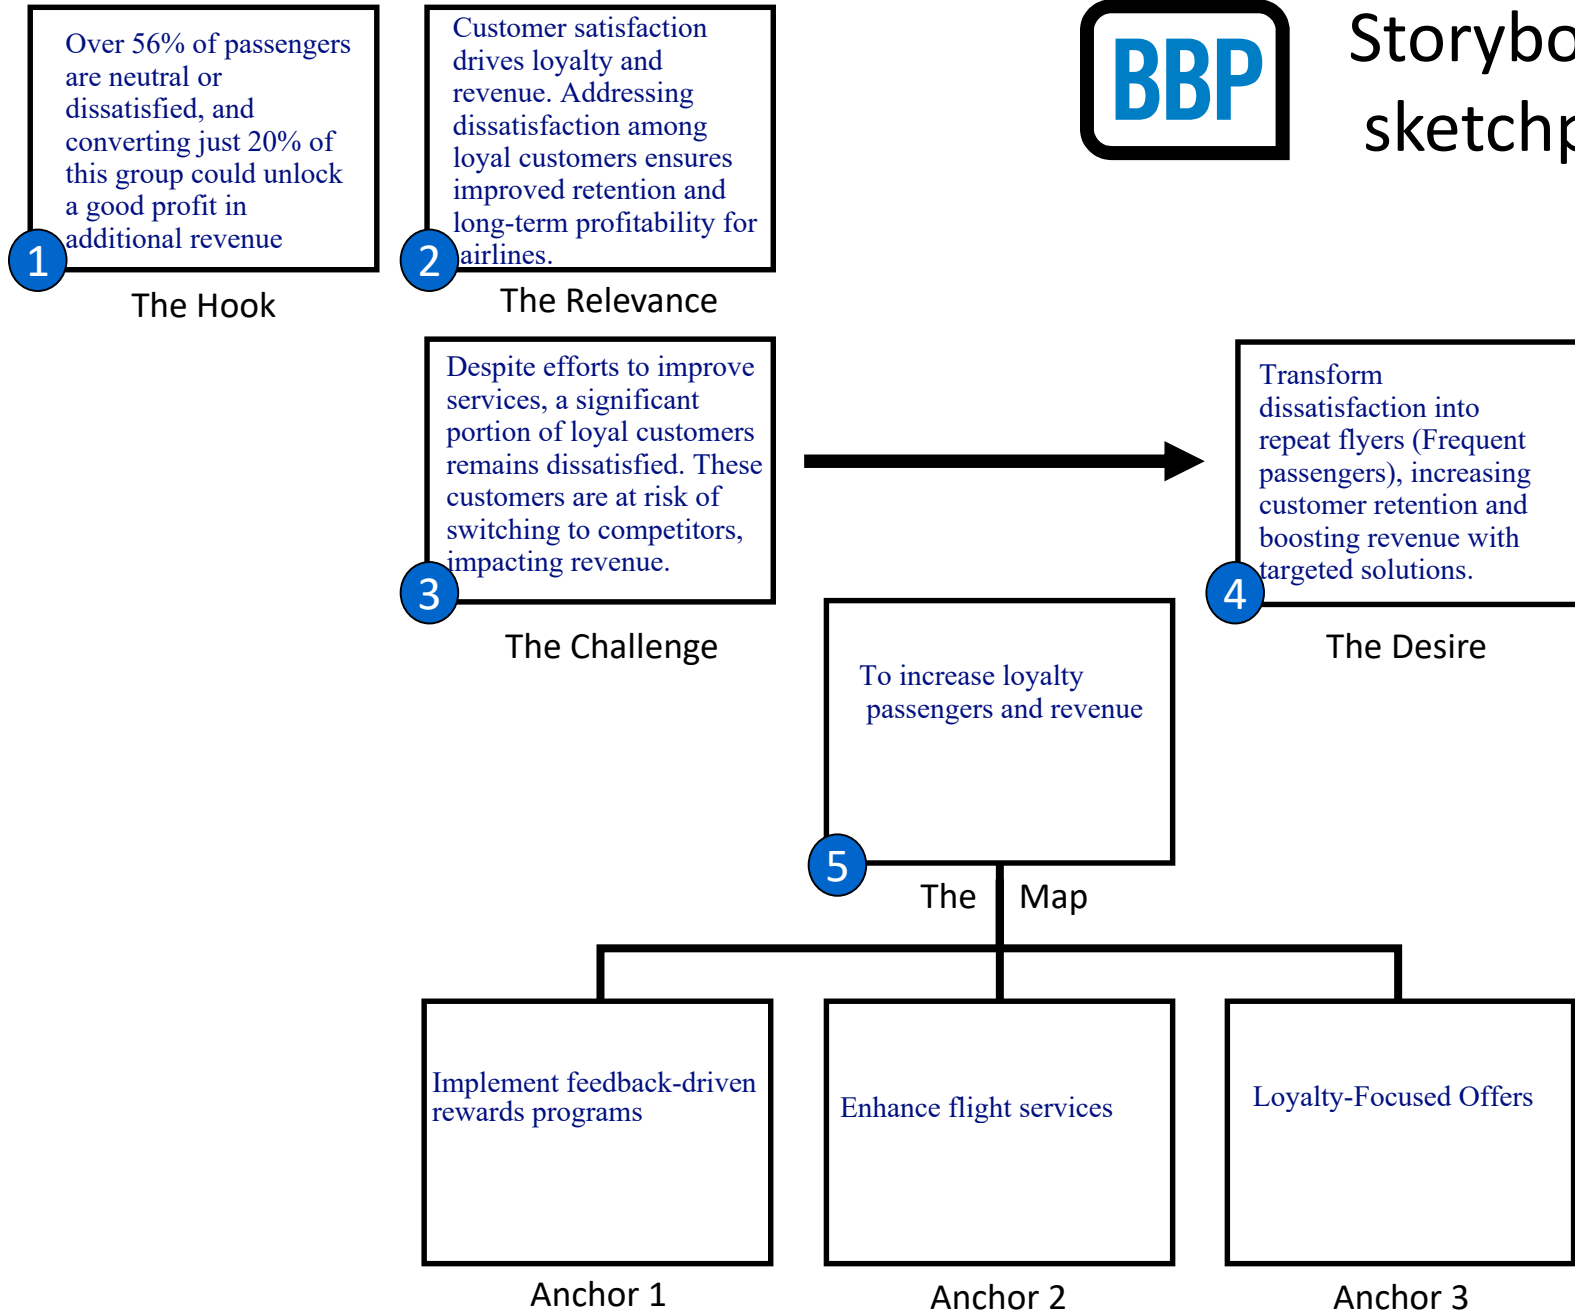 Over 56% of passengers
are neutral or
dissatisfied, and
converting just 20% of
this group could unlock
a good profit in
additional revenue
1
The Hook
Customer satisfaction
drives loyalty and
revenue. Addressing
dissatisfaction among
loyal customers ensures
improved retention and
long-term profitability for
airlines.
2
The Relevance
BBP
Storybo
sketchp
Despite efforts to improve
services, a significant
portion of loyal customers
remains dissatisfied. These
customers are at risk of
switching to competitors,
impacting revenue.
3
The Challenge
Transform
dissatisfaction into
repeat flyers (Frequent
passengers), increasing
customer retention and
boosting revenue with
targeted solutions.
4
The Desire
To increase loyalty
passengers and revenue
5
The Map
Implement feedback-driven
rewards programs
Anchor 1
Enhance flight services
Anchor 2
Loyalty-Focused Offers
Anchor 3